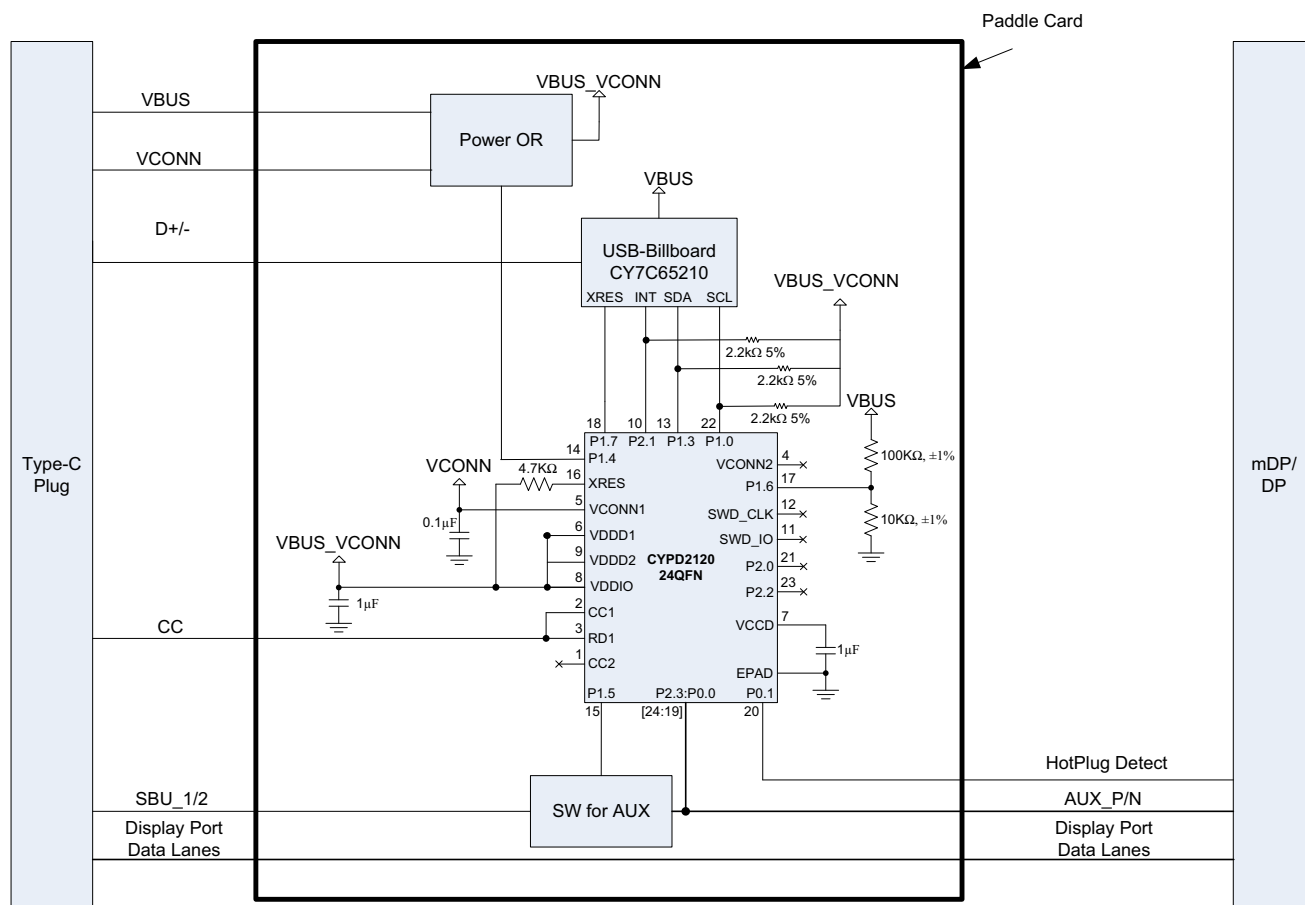 Paddle Card
VBUS
VCONN
D+/-
VBUS_VCONN
Power OR
VBUS
USB-Billboard
CY7C65210
XRES INT SDA SCL
VBUS_VCONN
2.2kΩ 5%
2.2kΩ 5%
2.2kΩ 5%
VBUS
100KΩ, ±1%
10KΩ, ±1%
Type-C
Plug
mDP/
DP
18 10 13 22
P1.7 P2.1 P1.3 P1.0
14
P1.4
4.7KΩ
16
XRES
VCONN
5
VCONN1
0.1µF
6
VDDD1
9
VDDD2
VBUS_VCONN
8
VDDIO
1µF
2
CC1
CC
3
RD1
1
CC2
CYPD2120
24QFN
4
VCONN2
17
P1.6
12
SWD_CLK
11
SWD_IO
21
P2.0
23
P2.2
7
VCCD
1µF
EPAD
P1.5 P2.3:P0.0 P0.1
15 [24:19] 20
HotPlug Detect
SBU_1/2
SW for AUX
AUX_P/N
Display Port
Data Lanes
Display Port
Data Lanes